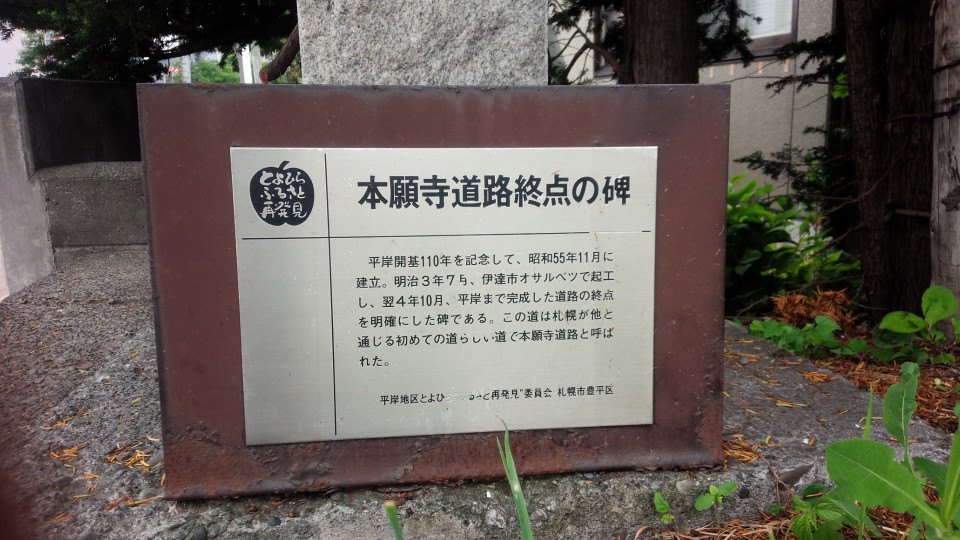 とよひら
ふるさと
再発見
本願寺道路終点の碑
平岸開基110年を記念して、昭和55年11月に
建立。明治3年7月、伊達市オサルベツで起工
し、翌4年10月、平岸まで完成した道路の終点
を明確にした碑である。この道は札幌が他と
通じる初めての道らしい道で本願寺道路と呼ば
れた。
平岸地区とよひ るさと再発見"委員会 札幌市豊平区